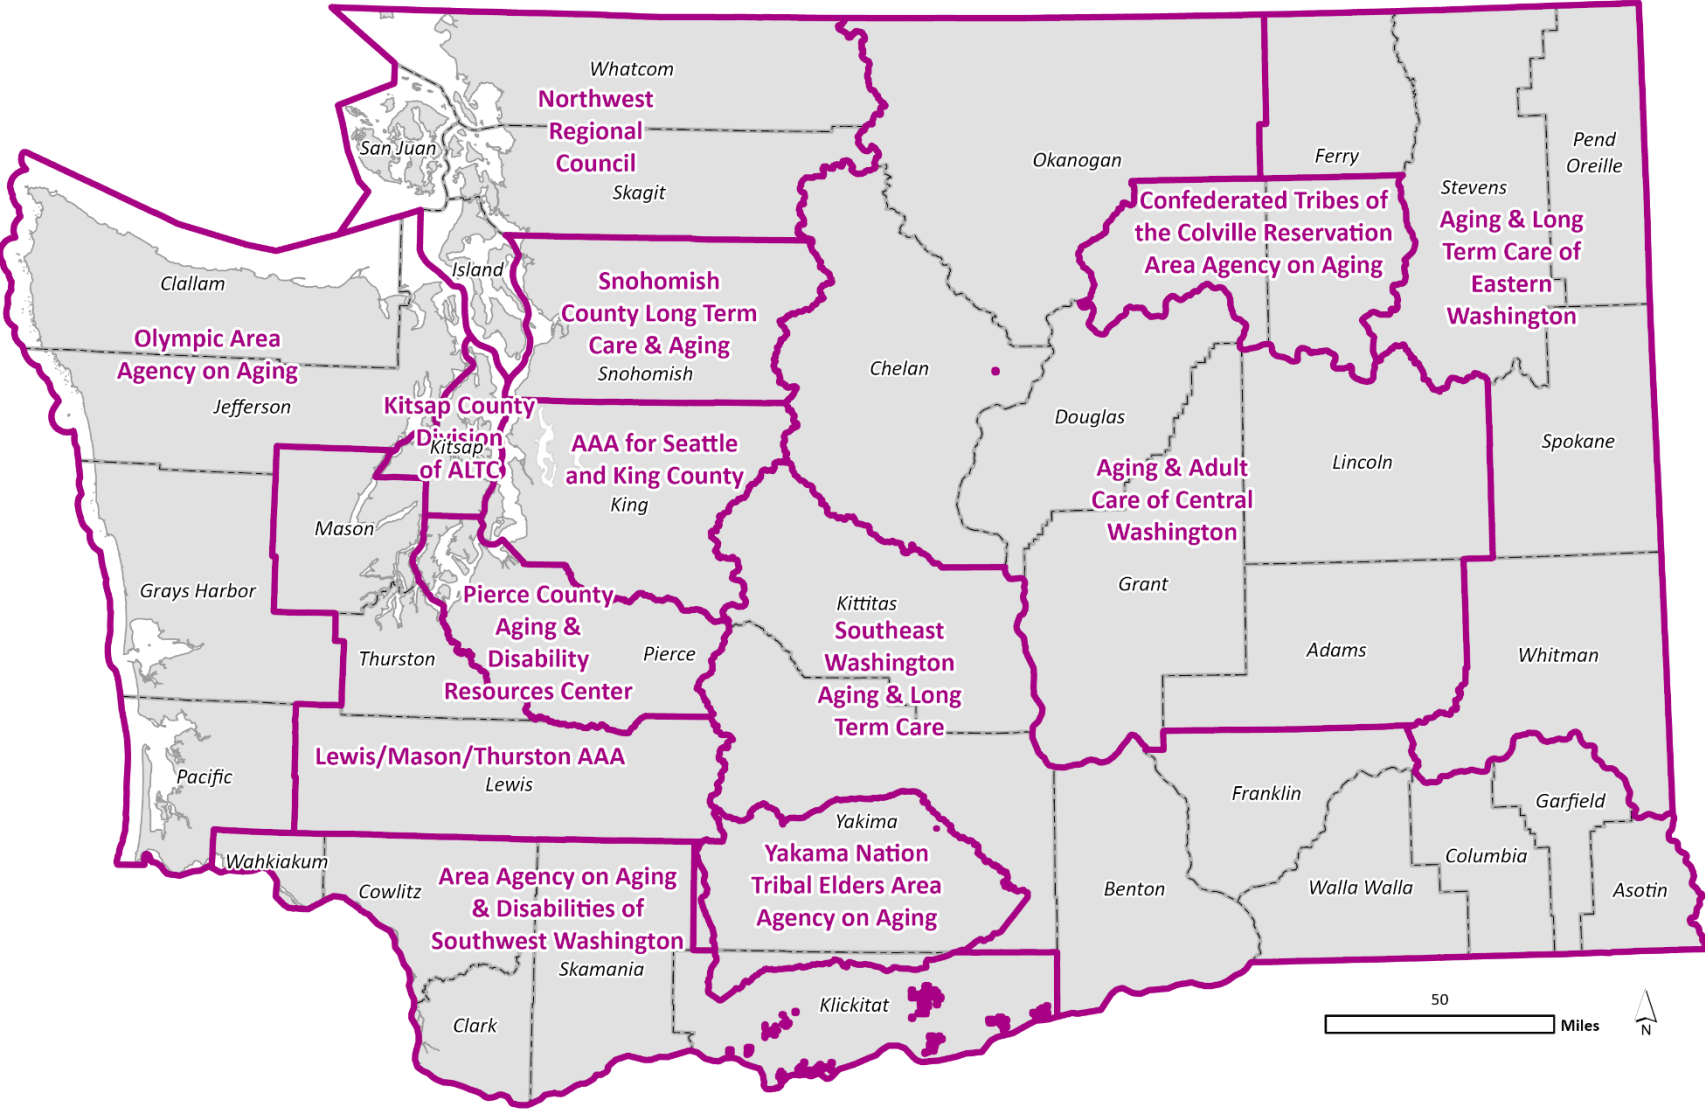 Whatcom
Northwest
Regional
Council
Skagit
San Juan
Island
Okanogan
Ferry
Pend
Oreille
Stevens
Confederated Tribes of
the Colville Reservation
Area Agency on Aging
Aging & Long
Term Care of
Eastern
Washington
Clallam
Olympic Area
Agency on Aging
Jefferson
Snohomish
County Long Term
Care & Aging
Snohomish
Chelan
Douglas
Kitsap County
Division
Kitsap
of ALTC
AAA for Seattle
and King County
King
Aging & Adult
Care of Central
Washington
Lincoln
Spokane
Mason
Grays Harbor
Grant
Kittitas
Southeast
Washington
Aging & Long
Term Care
Pierce County
Aging &
Disability
Resources Center
Pierce
Thurston
Adams
Whitman
Lewis/Mason/Thurston AAA
Lewis
Pacific
Franklin
Garfield
Yakima
Yakama Nation
Tribal Elders Area
Agency on Aging
Wahkiakum
Cowlitz
Area Agency on Aging
& Disabilities of
Southwest Washington
Skamania
Benton
Walla Walla
Columbia
Asotin
Clark
Klickitat
50
Miles
N